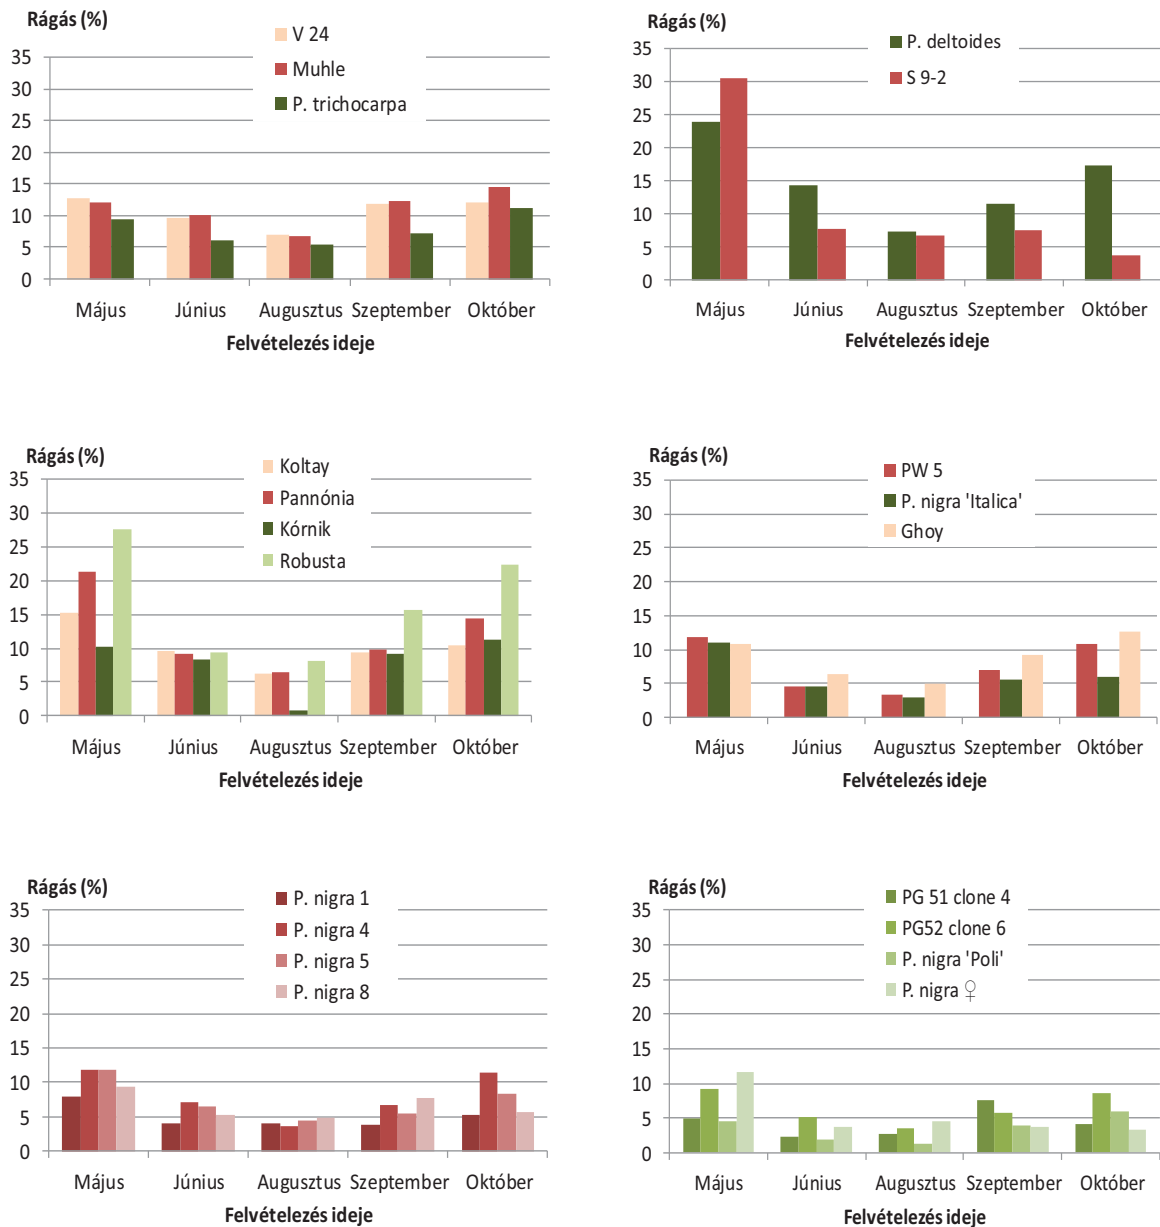 Rágás (%)
V 24
Muhle
P. trichocarpa
35
30
25
20
15
10
5
0
Május Június Augusztus Szeptember Október
Felvételezés ideje
Rágás (%)
P. deltoides
S 9-2
35
30
25
20
15
10
5
0
Május Június Augusztus Szeptember Október
Felvételezés ideje
Rágás (%)
Koltay
Pannónia
Kórnik
Robusta
35
30
25
20
15
10
5
0
Május Június Augusztus Szeptember Október
Felvételezés ideje
Rágás (%)
PW 5
P. nigra 'Italica'
Ghoy
35
30
25
20
15
10
5
0
Május Június Augusztus Szeptember Október
Felvételezés ideje
Rágás (%)
P. nigra 1
P. nigra 4
P. nigra 5
P. nigra 8
35
30
25
20
15
10
5
0
Május Június Augusztus Szeptember Október
Felvételezés ideje
Rágás (%)
PG 51 clone 4
PG52 clone 6
P. nigra 'Poli'
P. nigra ♀
35
30
25
20
15
10
5
0
Május Június Augusztus Szeptember Október
Felvételezés ideje